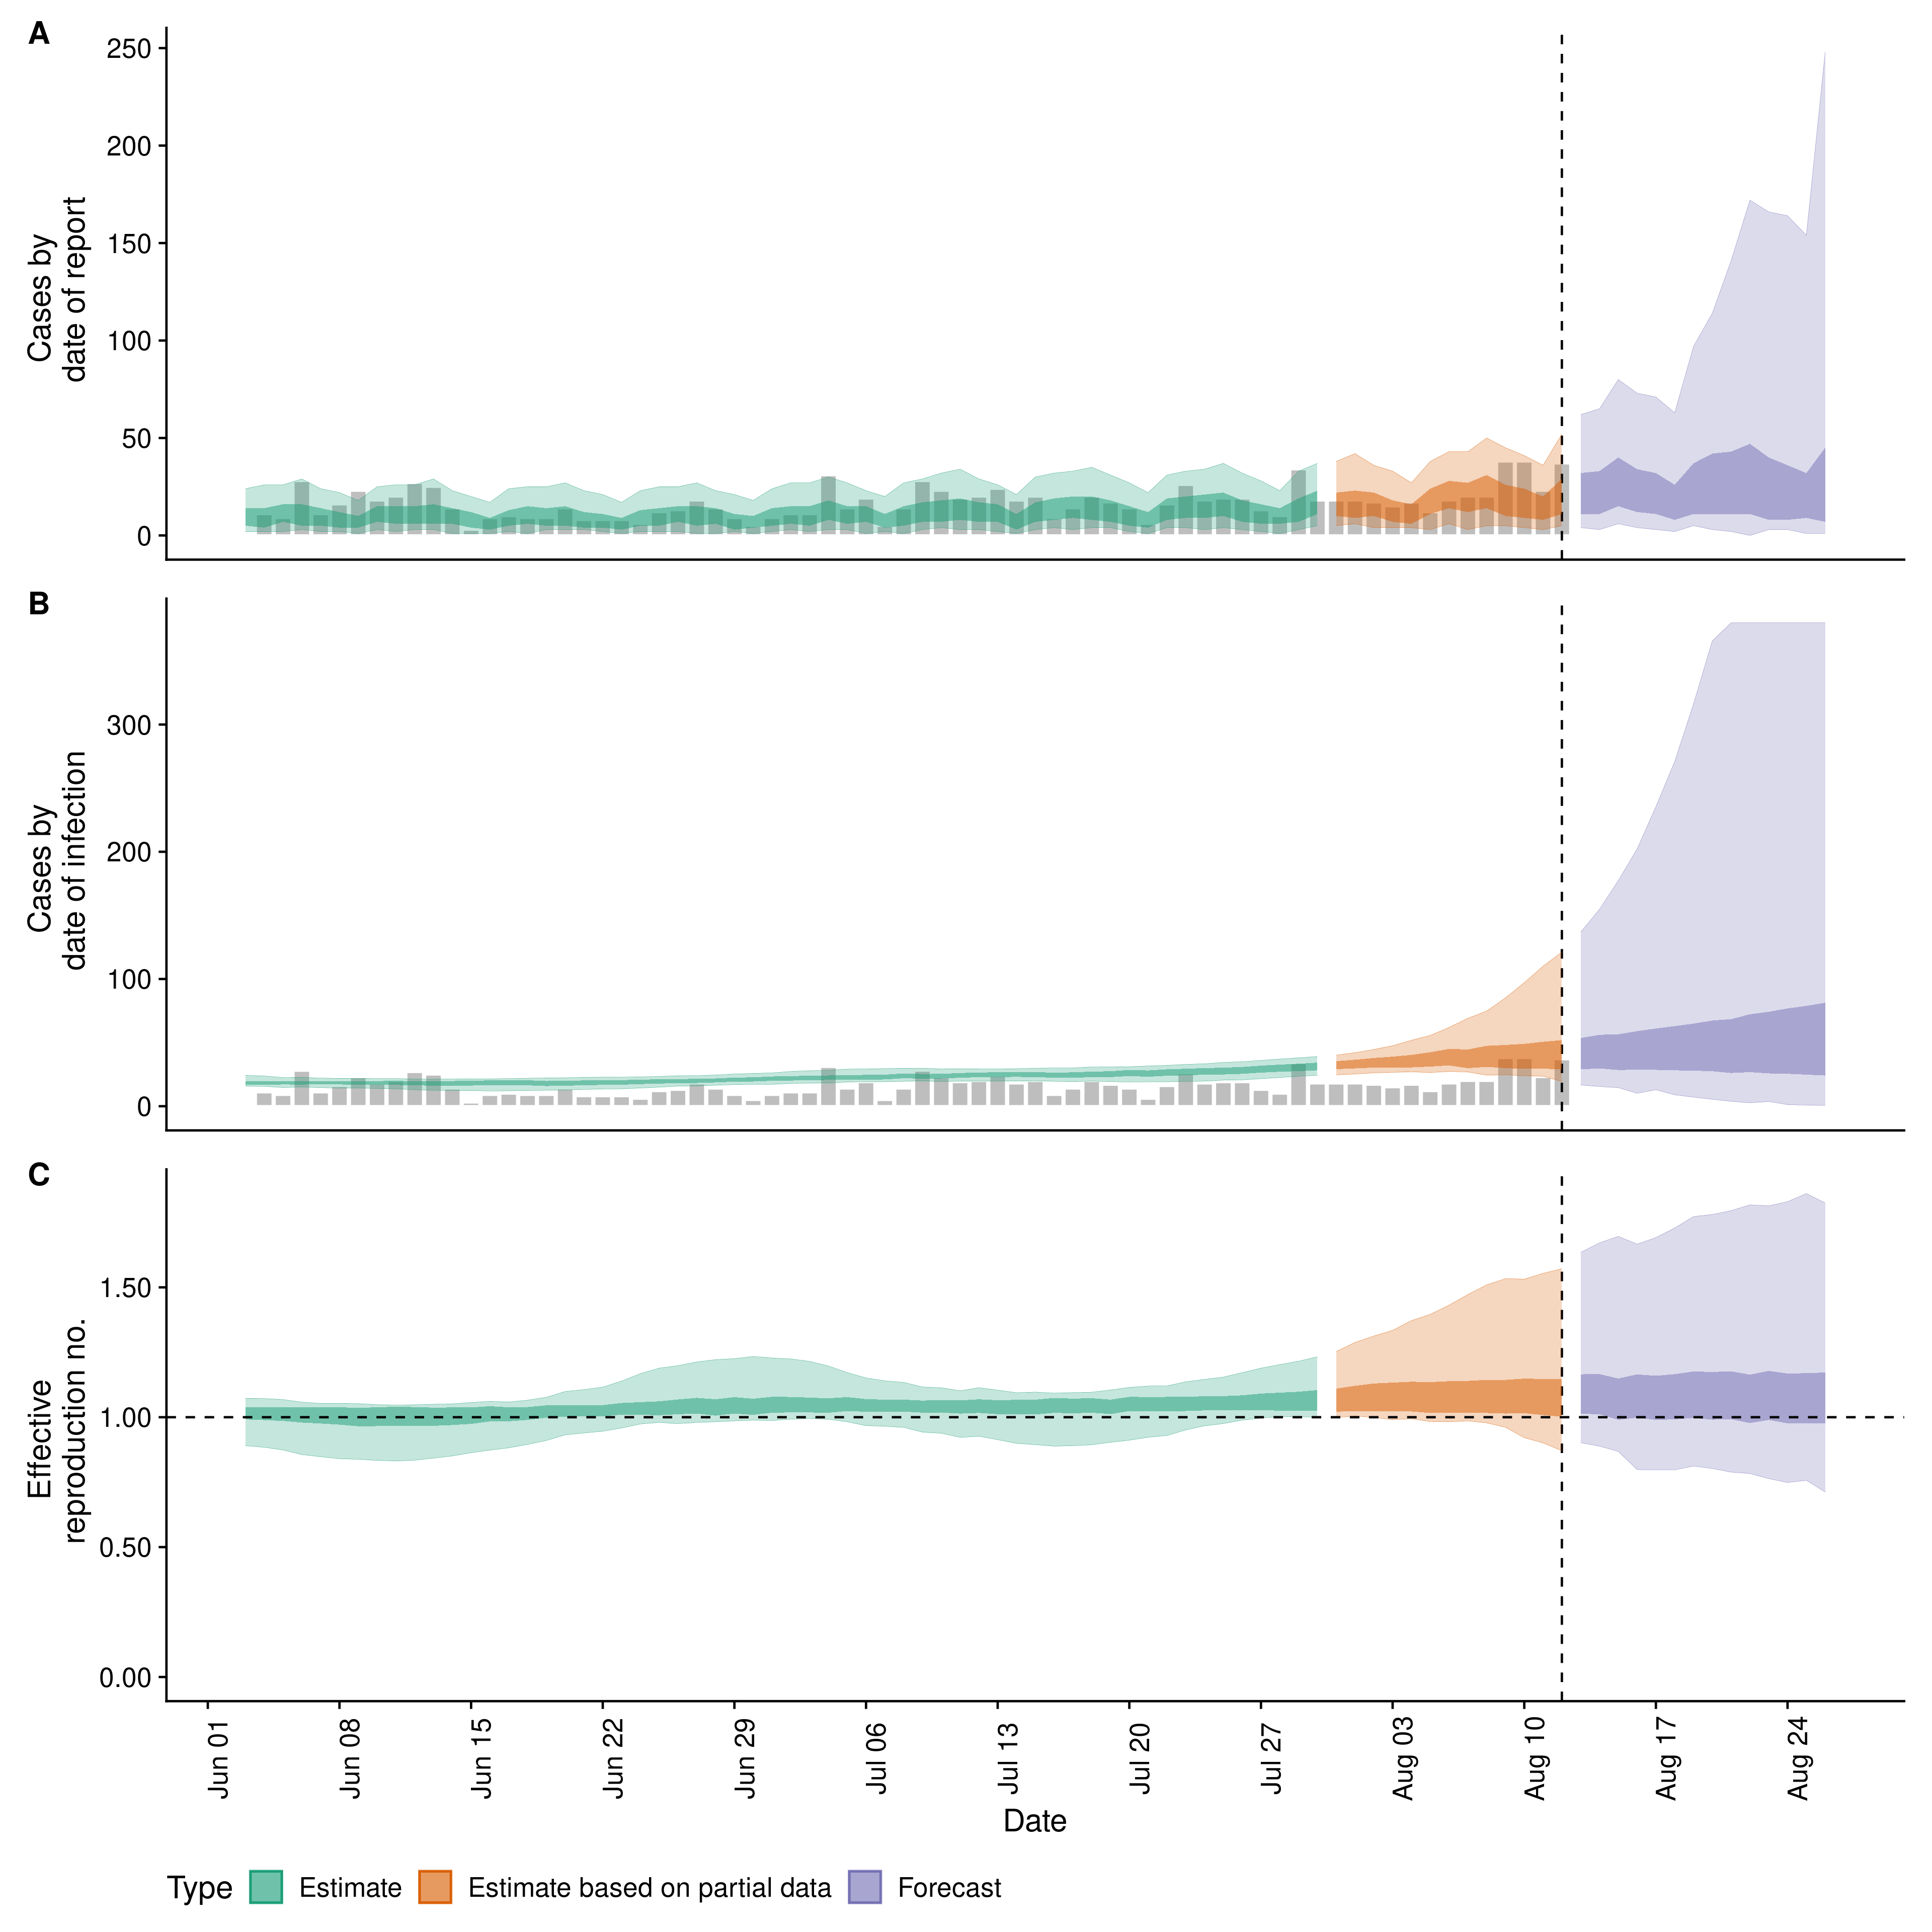 A
250
200
150
100
50
0
Cases by
date of report
B
300
200
100
0
Cases by
date of infection
C
1.50
1.00
0.50
0.00
Effective
reproduction no.
Jun 01
Jun 08
Jun 15
Jun 22
Jun 29
Jul 06
Jul 13
Jul 20
Jul 27
Aug 03
Aug 10
Aug 17
Aug 24
Date
Type Estimate Estimate based on partial data Forecast